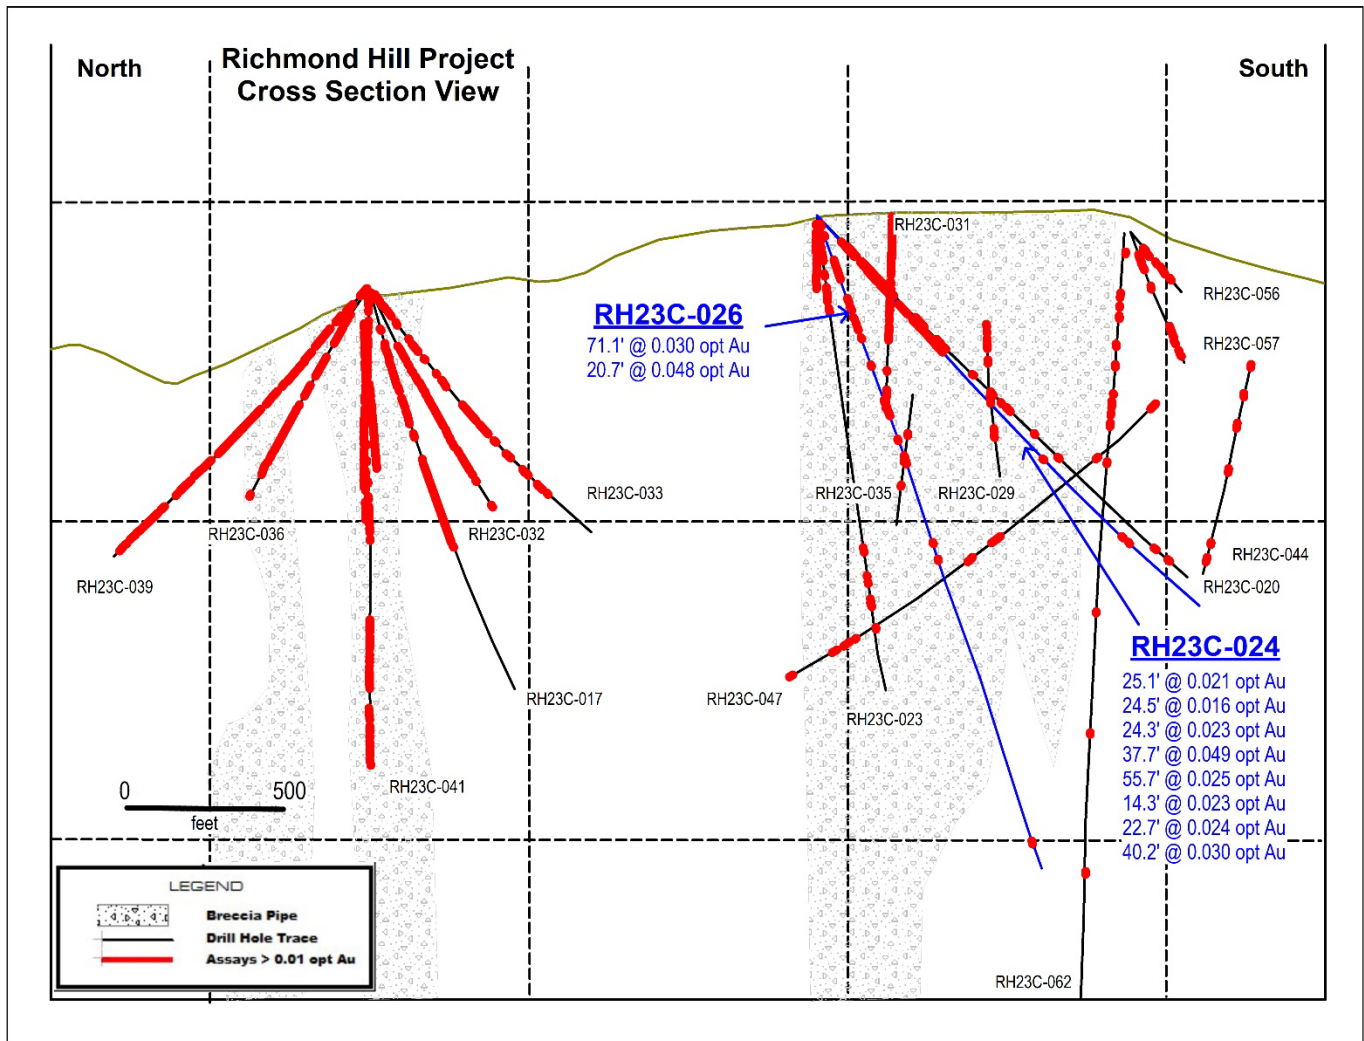 North
Richmond Hill Project
Cross Section View
South
RH23C-031
RH23C-026
71.1' @ 0.030 opt Au
20.7' @ 0.048 opt Au
RH23C-056
RH23C-057
RH23C-033
RH23C-035
RH23C-029
RH23C-036
RH23C-032
RH23C-044
RH23C-039
RH23C-020
RH23C-024
25.1' @ 0.021 opt Au
24.5' @ 0.016 opt Au
24.3' @ 0.023 opt Au
37.7' @ 0.049 opt Au
55.7' @ 0.025 opt Au
14.3' @ 0.023 opt Au
22.7' @ 0.024 opt Au
40.2' @ 0.030 opt Au
RH23C-017
RH23C-047
RH23C-023
RH23C-041
0 500
feet
LEGEND
Breccia Pipe
Drill Hole Trace
Assays > 0.01 opt Au
RH23C-062